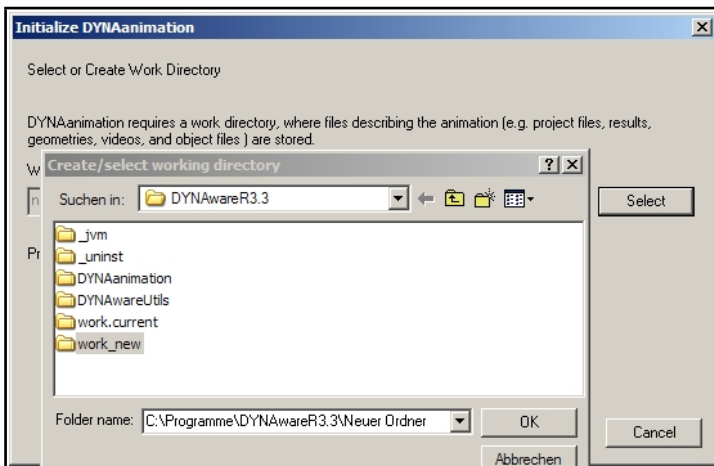 Initialize DYNAanimation
Select or Create Work Directory
DYNAanimation requires a work directory, where files describing the animation (e.g. project files, results,
geometries, videos, and object files ) are stored.
W
Create/select working directory
n
Suchen in: DYNAwareR3.3
Select
_jvm
_uninst
Pr
DYNAanimation
DYNAwareUtils
work.current
work_new
Folder name: C:\Programme\DYNAwareR3.3\Neuer Ordner
OK
Cancel
Abbrechen